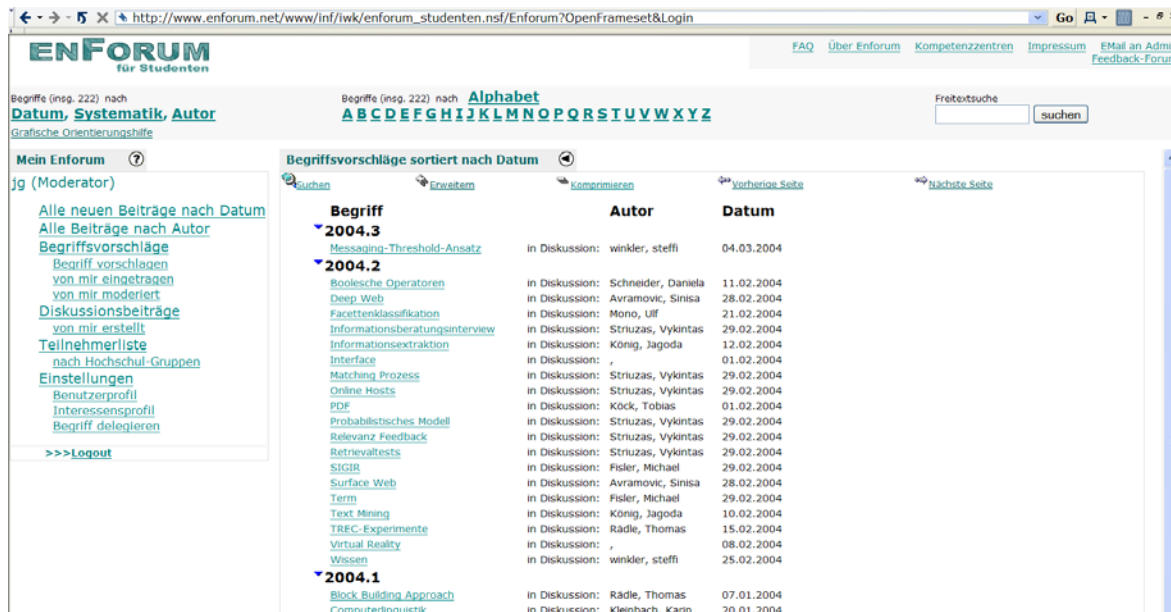 http://www.enforum.net/www/inf/iwk/enforum_studenten.nsf/Enforum?OpenFrameset&Login Go
ENFORUM
für Studenten
FAQ Über Enforum Kompetenzzentren Impressum EMail an Admi
Feedback-Forum
Begriffe (insg. 222) nach
Datum, Systematik, Autor
Grafische Orientierungshilfe
Begriffe (insg. 222) nach Alphabet
A B C D E F G H I J K L M N O P Q R S T U V W X Y Z
Freitextsuche
suchen
Mein Enforum ?
jg (Moderator)
Alle neuen Beiträge nach Datum
Alle Beiträge nach Autor
Begriffsvorschläge
Begriff vorschlagen
von mir eingetragen
von mir moderiert
Diskussionsbeiträge
von mir erstellt
Teilnehmerliste
nach Hochschul-Gruppen
Einstellungen
Benutzerprofil
Interessensprofil
Begriff delegieren
>>>Logout
Begriffsvorschläge sortiert nach Datum
Suchen Erweitern Komprimieren Vorherige Seite Nächste Seite
Begriff Autor Datum
2004.3
Messaging-Threshold-Ansatz in Diskussion: winkler, steffi 04.03.2004
2004.2
Boolesche Operatoren in Diskussion: Schneider, Daniela 11.02.2004
Deep Web in Diskussion: Avramovic, Sinisa 28.02.2004
Facettenklassifikation in Diskussion: Mono, Ulf 21.02.2004
Informationsberatungsinterview in Diskussion: Striuzas, Vykintas 29.02.2004
Informationsextraktion in Diskussion: König, Jagoda 12.02.2004
Interface in Diskussion: , 01.02.2004
Matching Prozess in Diskussion: Striuzas, Vykintas 29.02.2004
Online Hosts in Diskussion: Striuzas, Vykintas 29.02.2004
PDF in Diskussion: Köck, Tobias 01.02.2004
Probabilistisches Modell in Diskussion: Striuzas, Vykintas 29.02.2004
Relevanz Feedback in Diskussion: Striuzas, Vykintas 29.02.2004
Retrievaltests in Diskussion: Striuzas, Vykintas 29.02.2004
SIGIR in Diskussion: Fisler, Michael 29.02.2004
Surface Web in Diskussion: Avramovic, Sinisa 28.02.2004
Term in Diskussion: Fisler, Michael 29.02.2004
Text Mining in Diskussion: König, Jagoda 10.02.2004
TREC-Experimente in Diskussion: Rädle, Thomas 15.02.2004
Virtual Reality in Diskussion: , 08.02.2004
Wissen in Diskussion: winkler, steffi 25.02.2004
2004.1
Block Building Approach in Diskussion: Rädle, Thomas 07.01.2004
Computerlinguistik in Diskussion: Kleinbach, Karin 20.01.2004